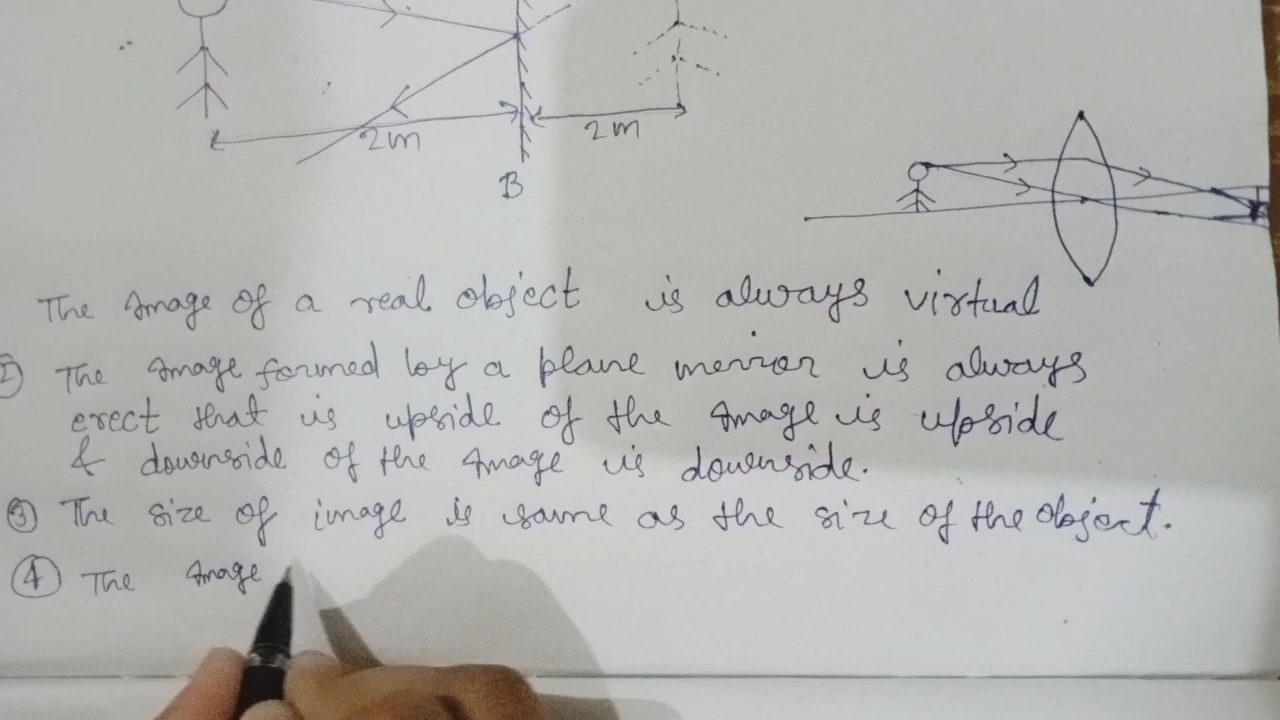 2m 2m
B
The Image of a real object is always virtual
2 The Image formed by a plane merror is always
erect that is upside of the Image is upside
& downside of the Image is downside.
3 The size of image is same as the size of the object.
4 The Image